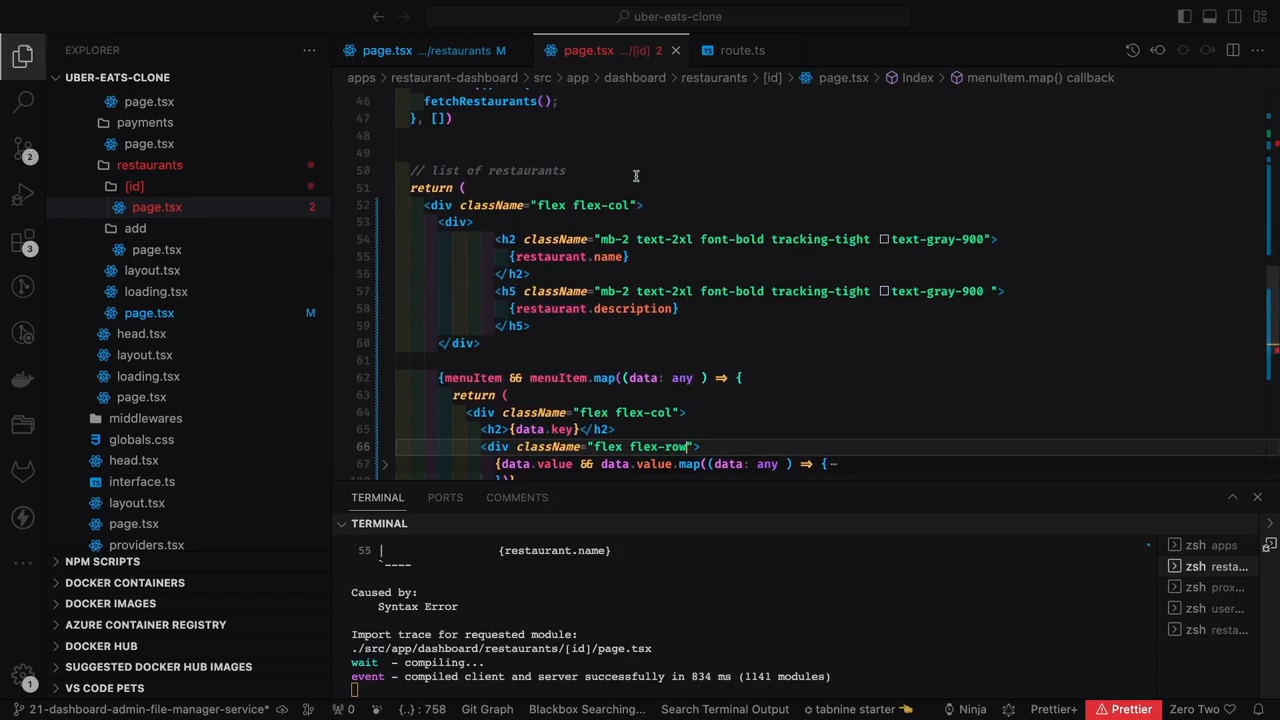 uber-eats-clone
EXPLORER
UBER-EATS-CLONE
page.tsx
payments
page.tsx
restaurants
[id]
page.tsx 2
add
page.tsx
layout.tsx
loading.tsx
page.tsx M
head.tsx
layout.tsx
loading.tsx
page.tsx
middlewares
globals.css
head.tsx
interface.ts
layout.tsx
page.tsx
providers.tsx
NPM SCRIPTS
DOCKER CONTAINERS
DOCKER IMAGES
AZURE CONTAINER REGISTRY
DOCKER HUB
SUGGESTED DOCKER HUB IMAGES
VS CODE PETS
2
3
1
page.tsx .../restaurants M
page.tsx .../[id] 2
route.ts
apps > restaurant-dashboard > src > app > dashboard > restaurants > [id] > page.tsx > Index > menuItem.map() callback
46 fetchRestaurants();
47 }, [])
48
49
50 // list of restaurants
51 return (
52 <div className="flex flex-col">
53 <div>
54 <h2 className="mb-2 text-2xl font-bold tracking-tight text-gray-900">
55 {restaurant.name}
56 </h2>
57 <h5 className="mb-2 text-2xl font-bold tracking-tight text-gray-900 ">
58 {restaurant.description}
59 </h5>
60 </div>
61
62 {menuItem && menuItem.map((data: any ) => {
63 return (
64 <div className="flex flex-col">
65 <h2>{data.key}</h2>
66 <div className="flex flex-row">
67 {data.value && data.value.map((data: any ) => {
TERMINAL PORTS COMMENTS
TERMINAL
55 | {restaurant.name}
`----
Caused by:
Syntax Error
Import trace for requested module:
./src/app/dashboard/restaurants/[id]/page.tsx
wait - compiling...
event - compiled client and server successfully in 834 ms (1141 modules)
zsh apps
zsh resta...
zsh prox...
zsh user...
zsh resta...
21-dashboard-admin-file-manager-service* 0 {..} : 758 Git Graph Blackbox Searching... Search Terminal Output tabnine starter Ninja Prettier+ Prettier Zero Two